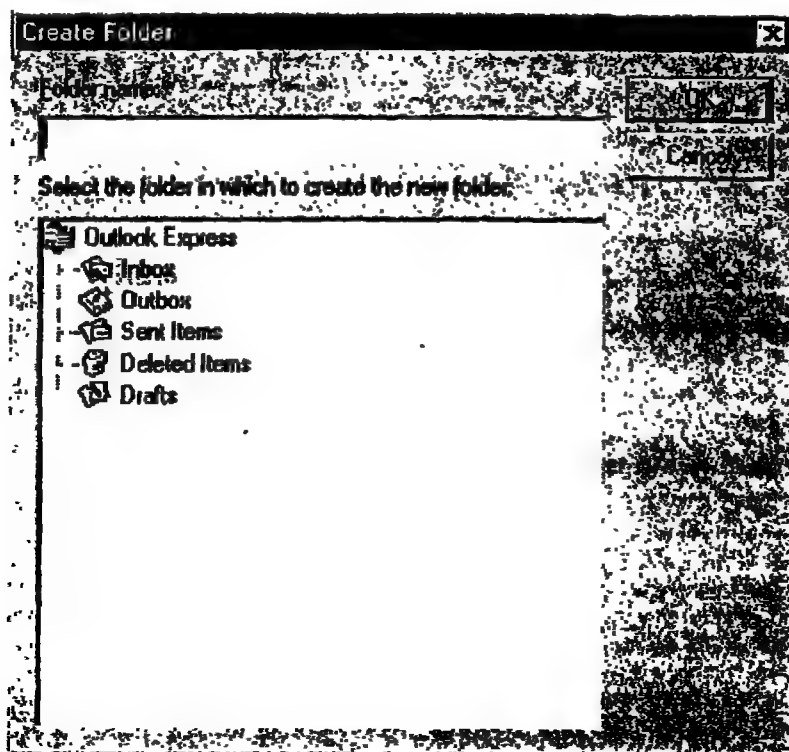 Create Folder
Folder name:
OK
Cancel
Select the folder in which to create the new folder:
Outlook Express
Inbox
Outbox
Sent Items
Deleted Items
Drafts